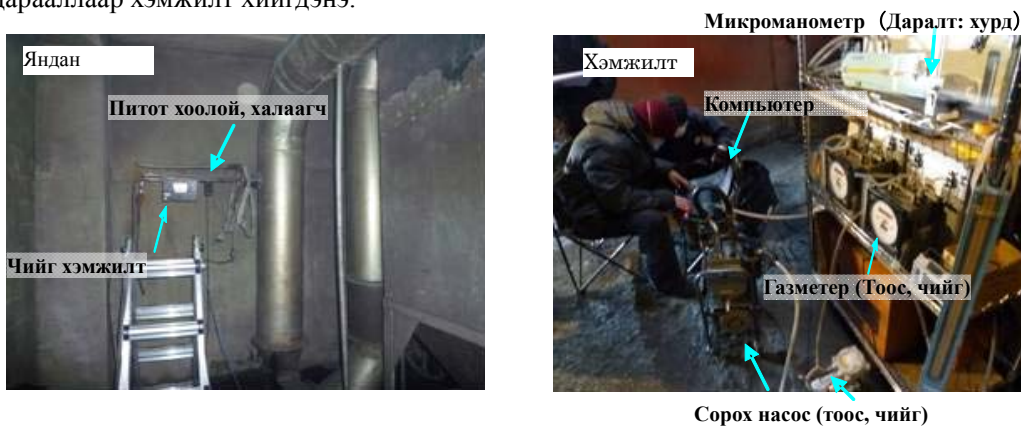 дарааллаар хэмжилт хийгдэнэ.
Микроманометр (Даралт: хурд)
Яндан
Питот хоолой, халаагч
Чийг хэмжилт
Хэмжилт
Компьютер
Газметер (Тоос, чийг)
Сорох насос (тоос, чийг)